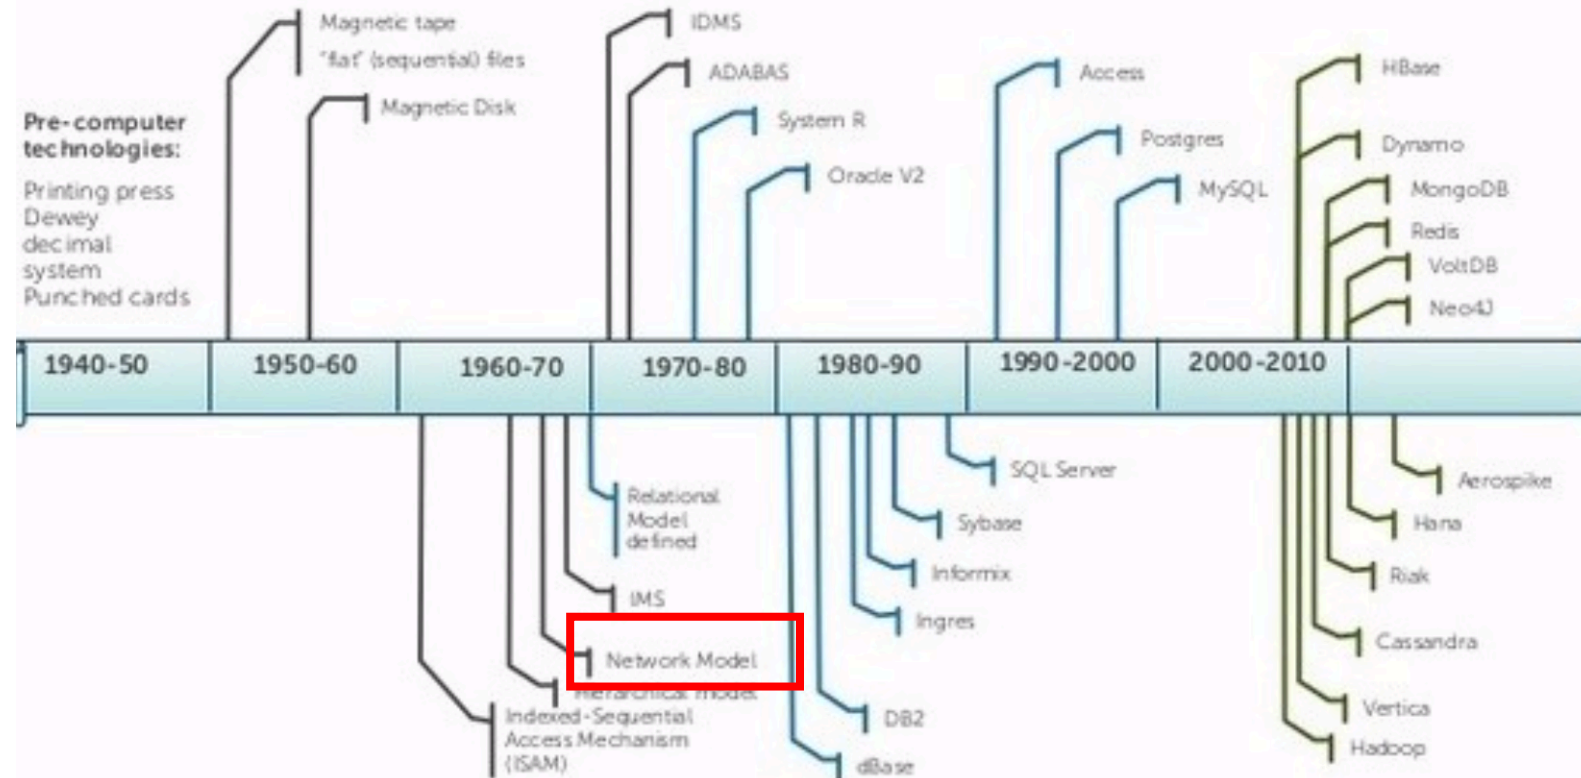 Magnetic tape
"flat" (sequential) files
Magnetic Disk
Pre-computer
technologies:
Printing press
Dewey
decimal
system
Punched cards
IDMS
ADABAS
System R
Oracle V2
Access
Postgres
MySQL
HBase
Dynamo
MongoDB
Redis
VoltDB
Neo4J
1940-50
1950-60
1960-70
1970-80
1980-90
1990-2000
2000-2010
Relational
Model
defined
IMS
Network Model
Hierarchical model
Indexed-Sequential
Access Mechanism
(ISAM)
SQL Server
Sybase
Informix
Ingres
DB2
dBase
Aerospike
Hana
Riak
Cassandra
Vertica
Hadoop